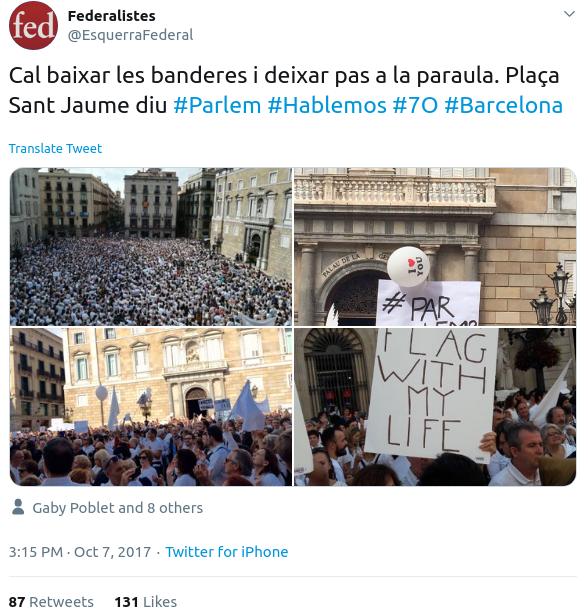 fed
Federalistes
@EsquerraFederal
Cal baixar les banderes i deixar pas a la paraula. Plaça
Sant Jaume diu #Parlem #Hablemos #7O #Barcelona
Translate Tweet
PALAU DE LA
I ♥ YOU
# PAR
FLAG
WITH
MY
LIFE
Gaby Poblet and 8 others
3:15 PM · Oct 7, 2017 · Twitter for iPhone
87 Retweets 131 Likes